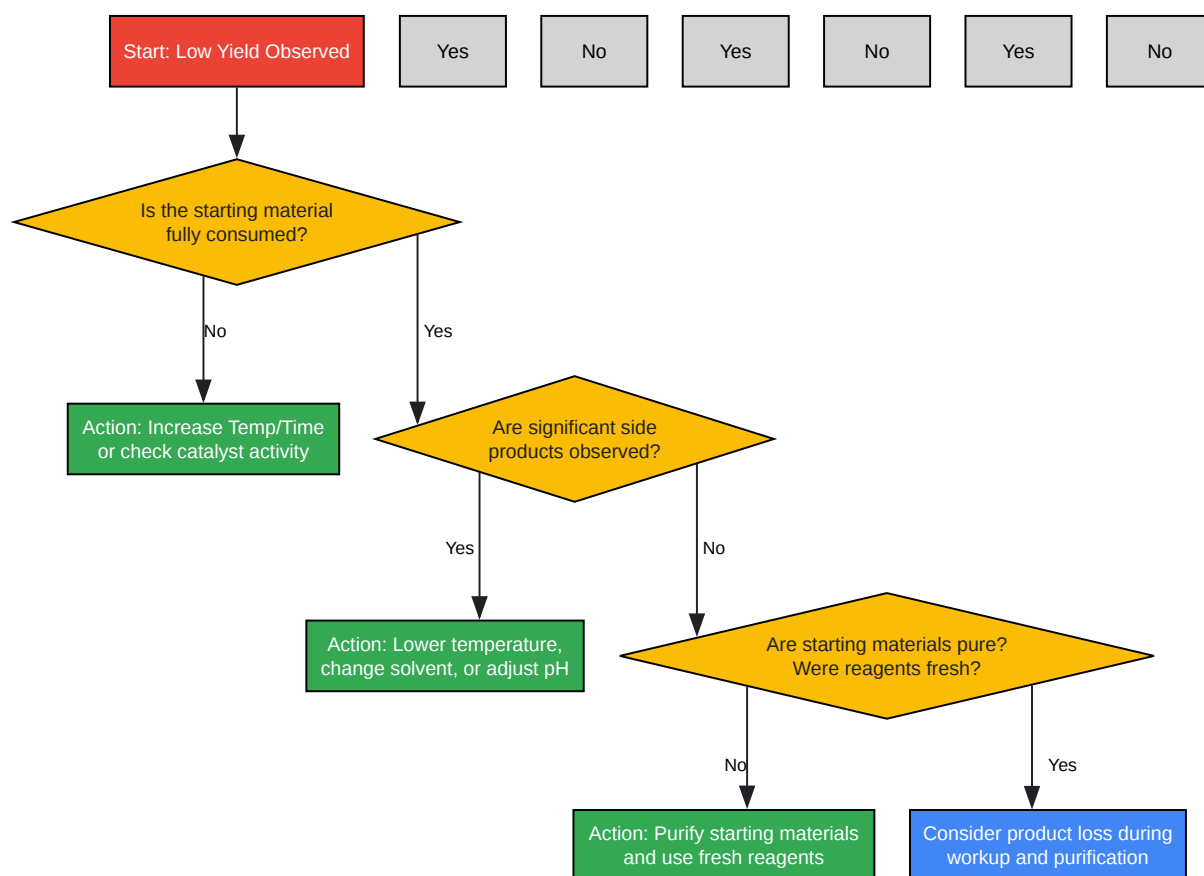 Start: Low Yield Observed
Yes
No
Yes
No
Yes
No
Is the starting material
fully consumed?
No
Yes
Action: Increase Temp/Time
or check catalyst activity
Are significant side
products observed?
Yes
No
Action: Lower temperature,
change solvent, or adjust pH
Are starting materials pure?
Were reagents fresh?
No
Yes
Action: Purify starting materials
and use fresh reagents
Consider product loss during
workup and purification